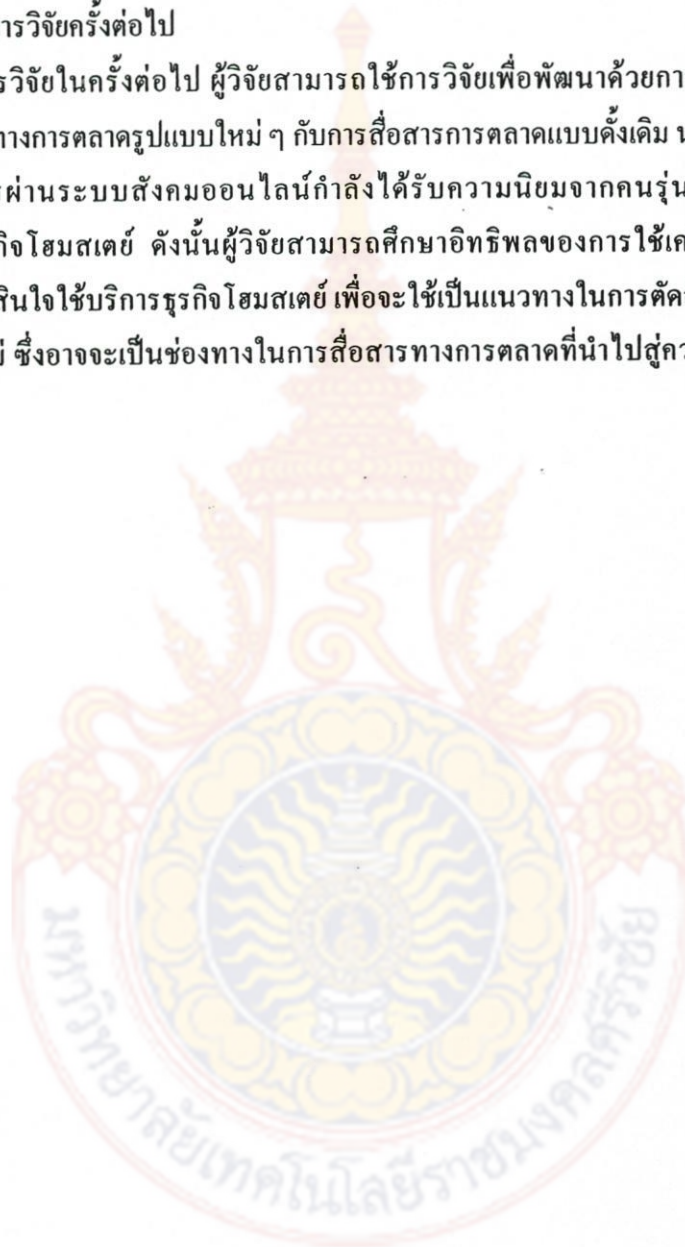 ารวิจัยครั้งต่อไป
รวิจัยในครั้งต่อไป ผู้วิจัยสามารถใช้การวิจัยเพื่อพัฒนาด้วยกา
ทางการตลาดรูปแบบใหม่ ๆ กับการสื่อสารการตลาดแบบดั้งเดิม น
รผ่านระบบสังคมออนไลน์กำลังได้รับความนิยมจากคนรุ่น
กิจโฮมสเตย์ ดังนั้นผู้วิจัยสามารถศึกษาอิทธิพลของการใช้เค
สินใจใช้บริการธุรกิจโฮมสเตย์ เพื่อจะใช้เป็นแนวทางในการตัด
ม่ ซึ่งอาจจะเป็นช่องทางในการสื่อสารทางการตลาดที่นำไปสู่คว
มหาวิทยาลัยเทคโนโลยีราชมงคลศรีวิชัย